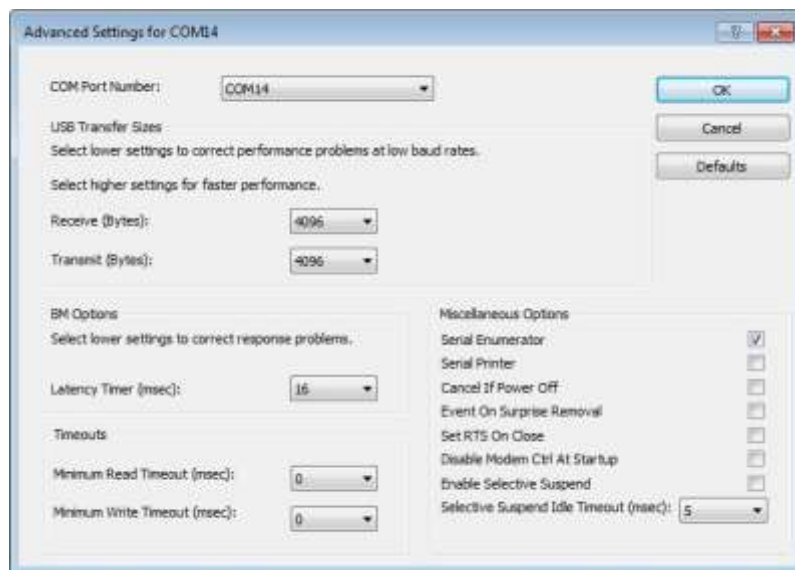 Advanced Settings for COM14
COM Port Number: COM14
OK
USB Transfer Sizes
Cancel
Select lower settings to correct performance problems at low baud rates.
Defaults
Select higher settings for faster performance.
Receive (Bytes): 4096
Transmit (Bytes): 4096
BM Options
Select lower settings to correct response problems.
Latency Timer (msec): 16
Timeouts
Minimum Read Timeout (msec): 0
Minimum Write Timeout (msec): 0
Miscellaneous Options
Serial Enumerator
Serial Printer
Cancel If Power Off
Event On Surprise Removal
Set RTS On Close
Disable Modem Ctrl At Startup
Enable Selective Suspend
Selective Suspend Idle Timeout (msec): 5